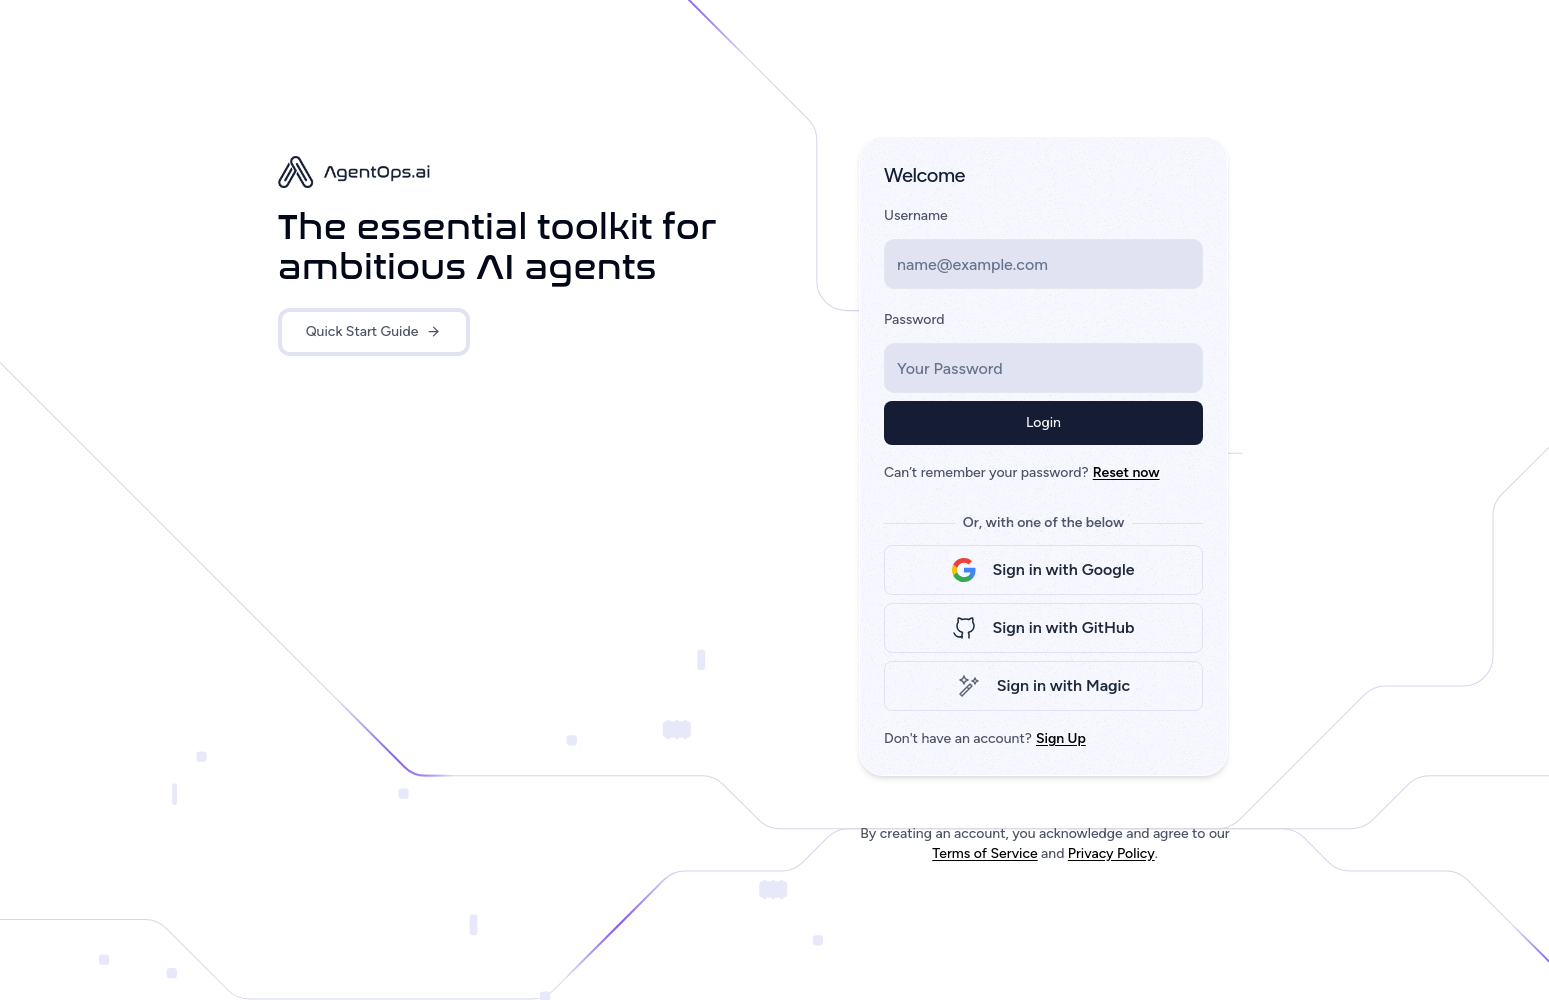 AgentOps.ai
The essential toolkit for
ambitious AI agents
Quick Start Guide →
Welcome
Username
name@example.com
Password
Your Password
Login
Can't remember your password? Reset now
Or, with one of the below
Sign in with Google
Sign in with GitHub
Sign in with Magic
Don't have an account? Sign Up
By creating an account, you acknowledge and agree to our
Terms of Service and Privacy Policy.